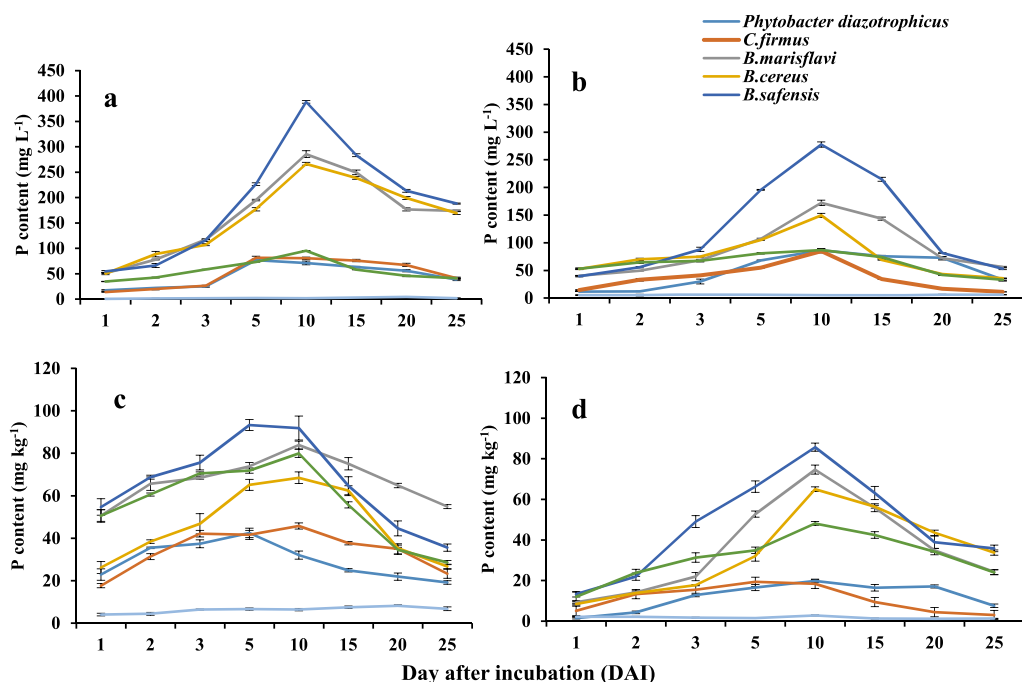 Phytobacter diazotrophicus
C.firmus
B.marisflavi
B.cereus
B.safensis
a
P content (mg L-1)
450
400
350
300
250
200
150
100
50
0
1 2 3 5 10 15 20 25
b
P content (mg L-1)
450
400
350
300
250
200
150
100
50
0
1 2 3 5 10 15 20 25
c
P content (mg kg-1)
120
100
80
60
40
20
0
1 2 3 5 10 15 20 25
d
P content (mg kg-1)
120
100
80
60
40
20
0
1 2 3 5 10 15 20 25
Day after incubation (DAI)